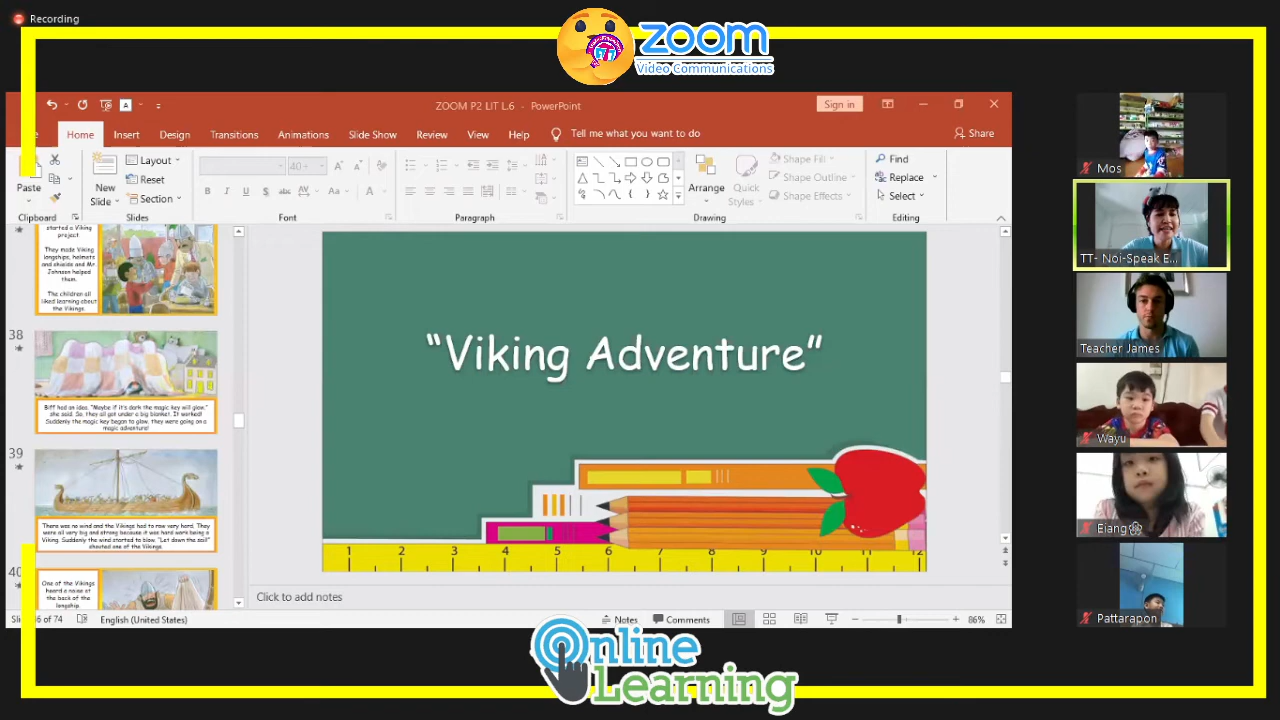 Recording
zoom
Video Communications
ZOOM P2 LIT L.6 - PowerPoint
Sign in
Home Insert Design Transitions Animations Slide Show Review View Help Tell me what you want to do
Share
Paste
New
Slide
Layout
Reset
Section
40
Arrange
Quick
Styles
Shape Fill
Shape Outline
Shape Effects
Find
Replace
Select
Clipboard Slides Font Paragraph Drawing Editing
started a Viking
project
They made Viking
longships, helmets
and shields and Mr
Johnson helped
them.
The children all
liked learning about
the Vikings.
38
Biff had an idea. "Maybe if it's dark the magic key will glow,"
she said. So, they all got under a big blanket. It worked!
Suddenly the magic key began to glow, they were going on a
magic adventure!
39
There was no wind and the Vikings had to row very hard. They
were all very big and strong because it was hard work being a
Viking. Suddenly the wind started to blow. "Let down the sail!"
shouted one of the Vikings.
40
One of the Vikings
heard a noise at
the back of the
longship.
“Viking Adventure”
1 2 3 4 5 6 7 8 9 10 11 12
Click to add notes
6 of 74
English (United States)
Notes
Comments
86%
Mos
TT- Noi-Speak E...
Teacher James
Wayu
Eiang
Pattarapon
Online
Learning